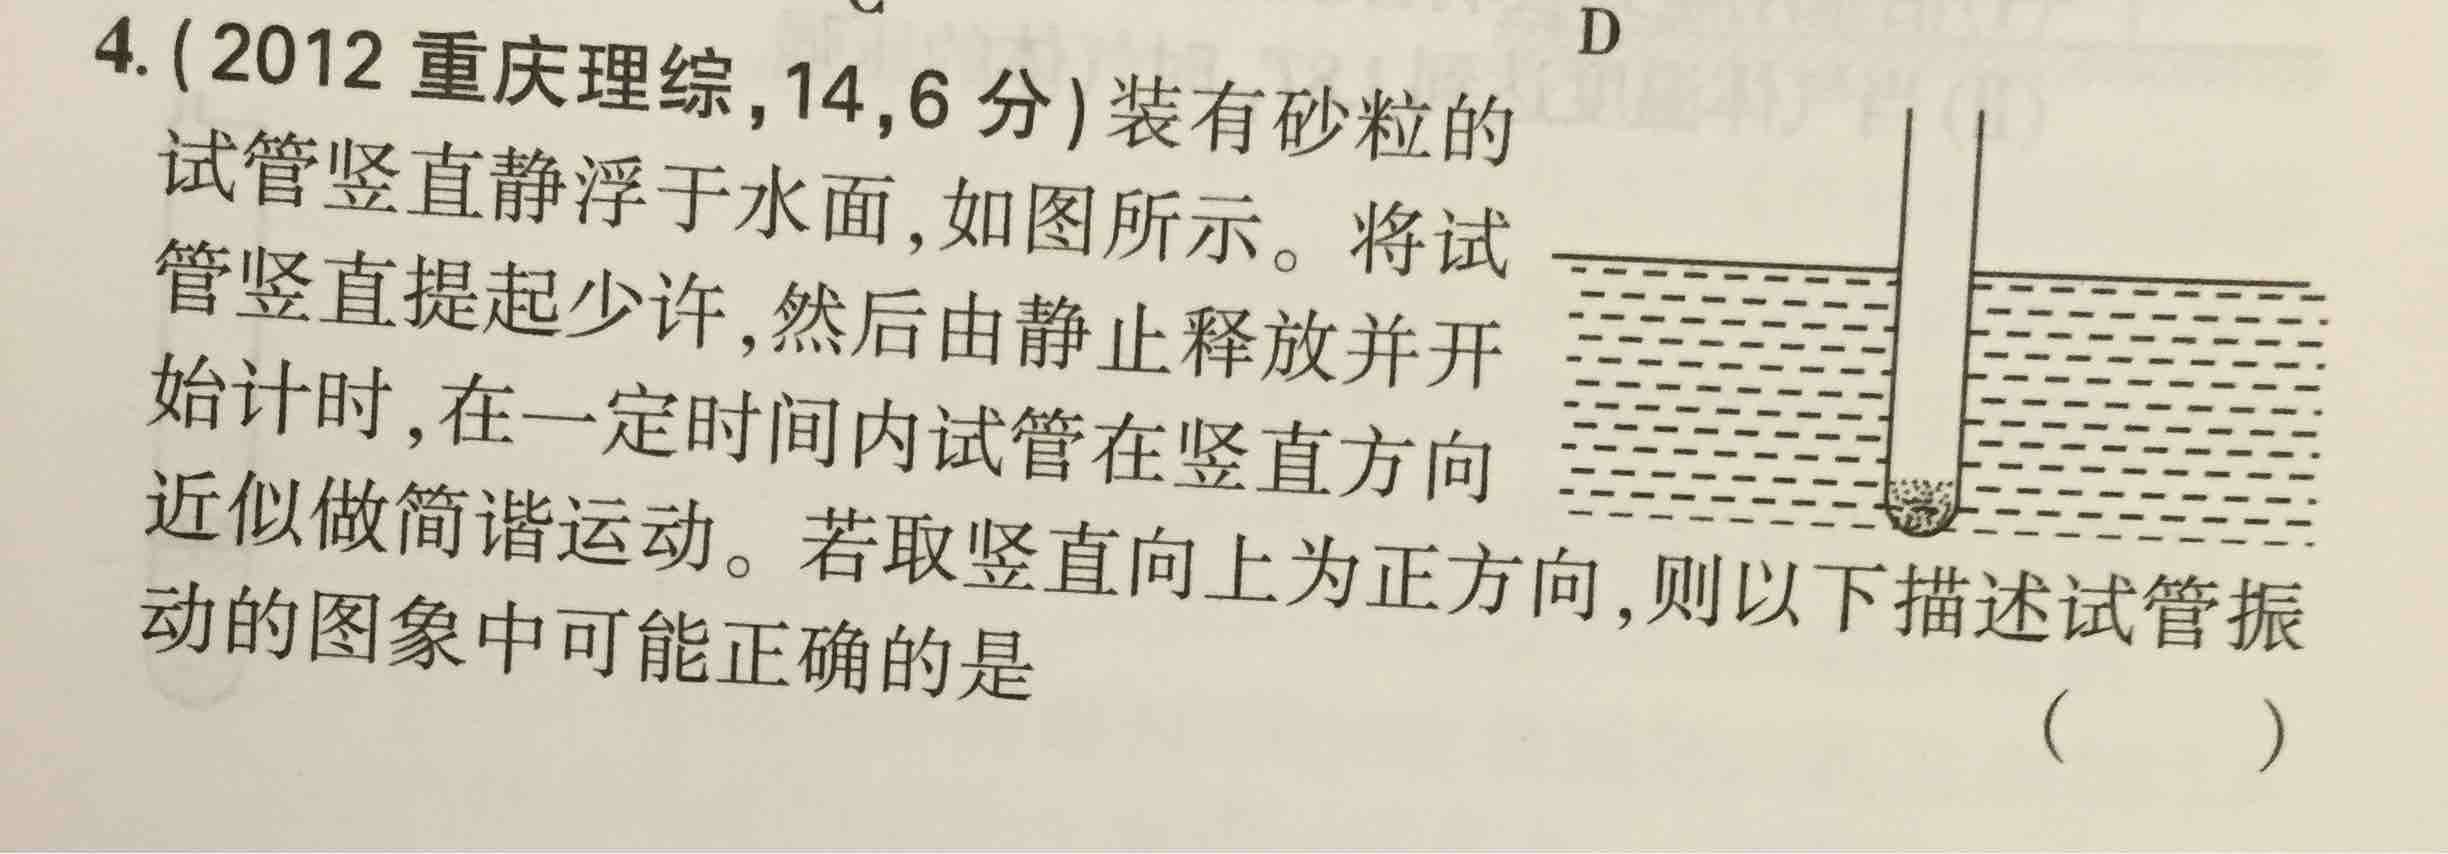 D
4.(2012重庆理综,14,6分)装有砂粒的
试管竖直静浮于水面,如图所示。将试
管竖直提起少许,然后由静止释放并开
始计时,在一定时间内试管在竖直方向
近似做简谐运动。若取竖直向上为正方向,则以下描述试管振
动的图象中可能正确的是
( )